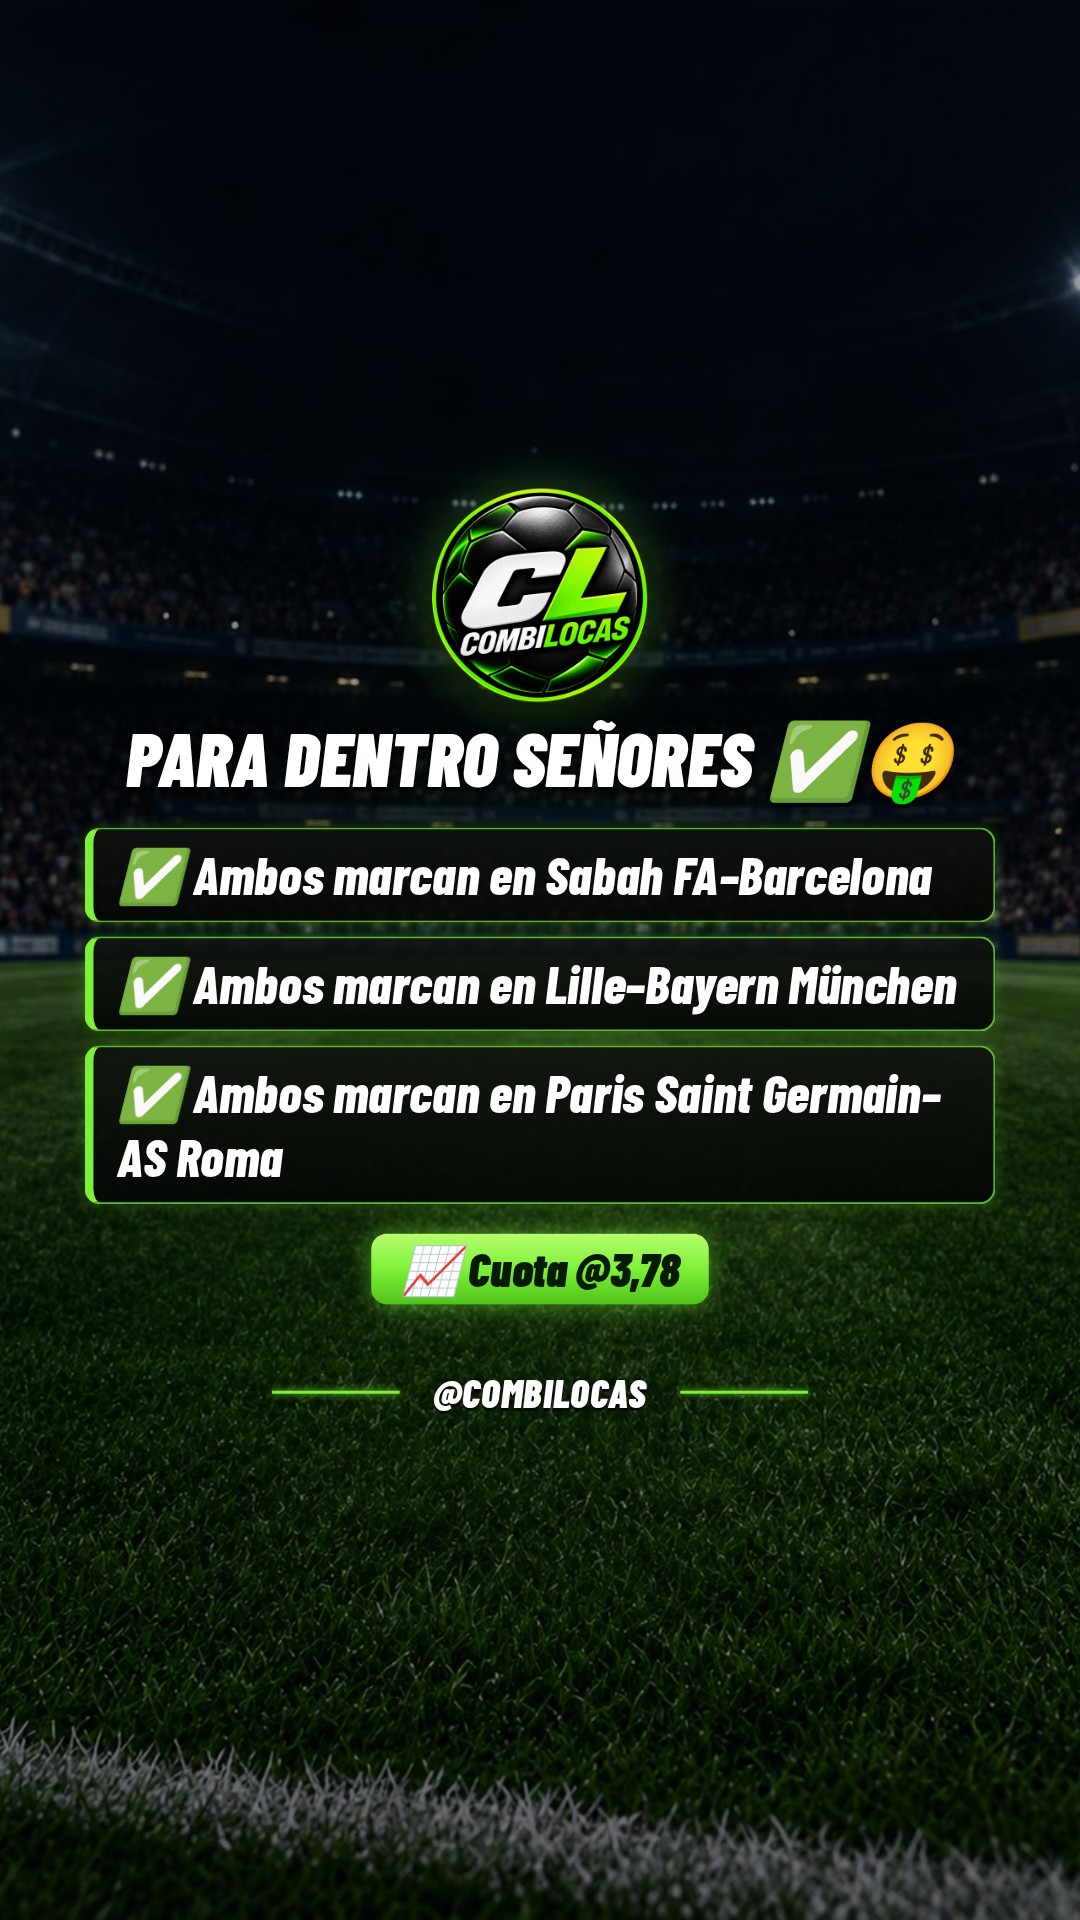 CL
COMBILOCAS
PARA DENTRO SEÑORES ✅🤑
✅ Ambos marcan en Sabah FA-Barcelona
✅ Ambos marcan en Lille-Bayern München
✅ Ambos marcan en Paris Saint Germain-
AS Roma
📈 Cuota @3,78
@COMBILOCAS